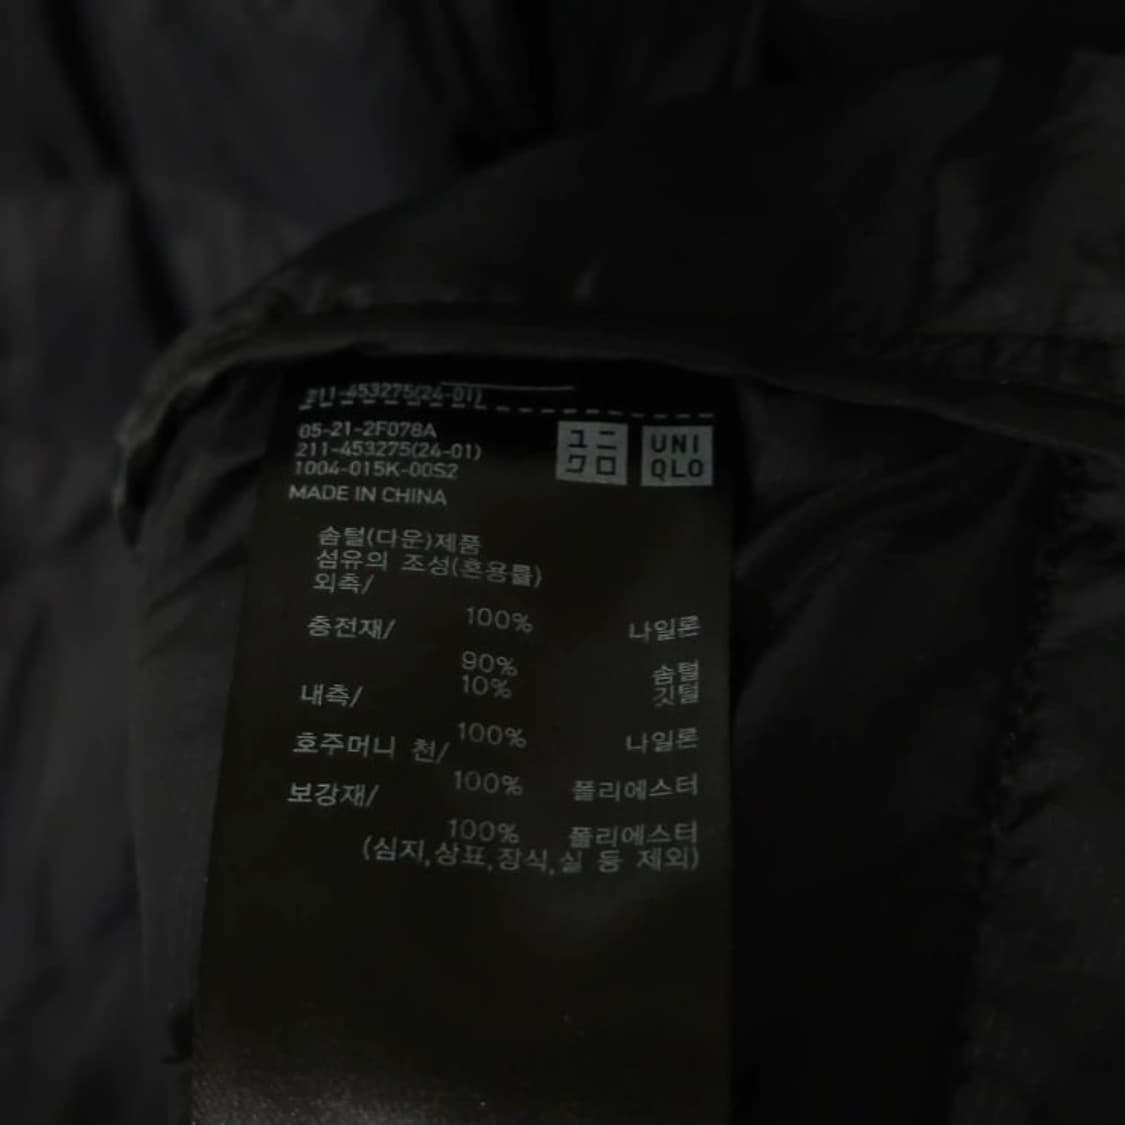 211-453275(24-01)
05-21-2F078A
211-453275(24-01)
1004-015K-00S2
MADE IN CHINA
ユニ
クロ
UNI
QLO
솜털(다운)제품
섬유의 조성(혼용률)
외측/
100% 나일론
충전재/
90% 솜털
10% 깃털
내측/
100% 나일론
호주머니 천/
100% 폴리에스터
보강재/
100% 폴리에스터
(심지,상표,장식,실 등 제외)